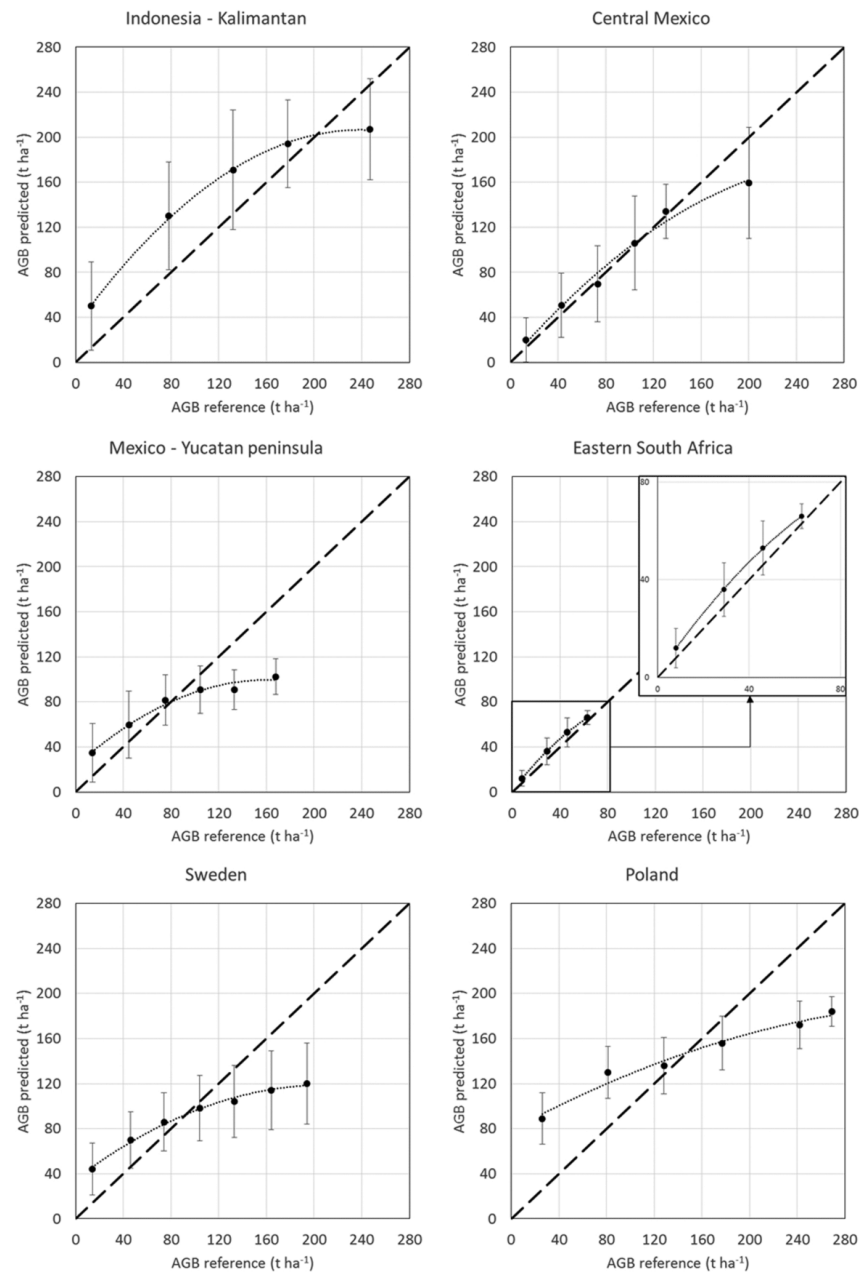 Indonesia - Kalimantan
280
240
200
160
120
80
40
0
AGB predicted (t ha-1)
0 40 80 120 160 200 240 280
AGB reference (t ha-1)
Central Mexico
280
240
200
160
120
80
40
0
AGB predicted (t ha-1)
0 40 80 120 160 200 240 280
AGB reference (t ha-1)
Mexico - Yucatan peninsula
280
240
200
160
120
80
40
0
AGB predicted (t ha-1)
0 40 80 120 160 200 240 280
AGB reference (t ha-1)
Eastern South Africa
280
240
200
160
120
80
40
0
AGB predicted (t ha-1)
0 40 80 120 160 200 240 280
AGB reference (t ha-1)
80
40
0
0 40 80
Sweden
280
240
200
160
120
80
40
0
AGB predicted (t ha-1)
0 40 80 120 160 200 240 280
AGB reference (t ha-1)
Poland
280
240
200
160
120
80
40
0
AGB predicted (t ha-1)
0 40 80 120 160 200 240 280
AGB reference (t ha-1)